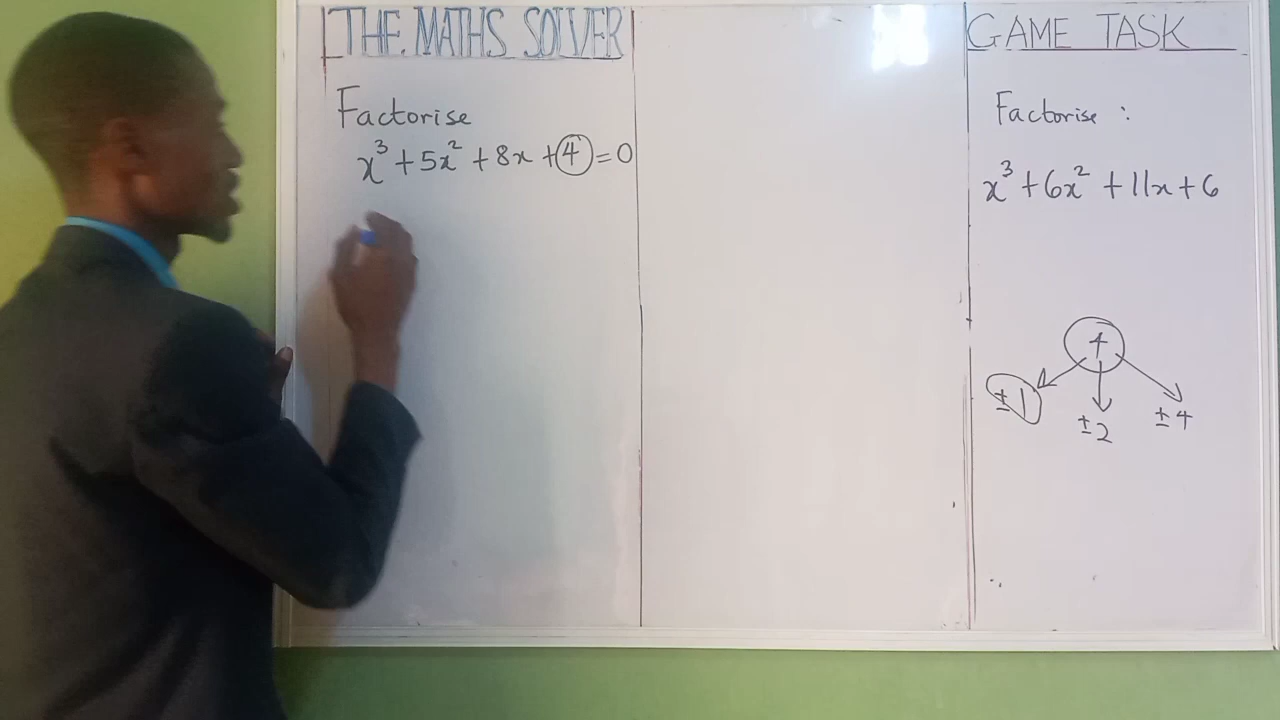 THE MATHS SOLVER
Factorise
x³ + 5x² + 8x + 4 = 0
GAME TASK
Factorise :
x³ + 6x² + 11x + 6
4
± 1
± 2
± 4